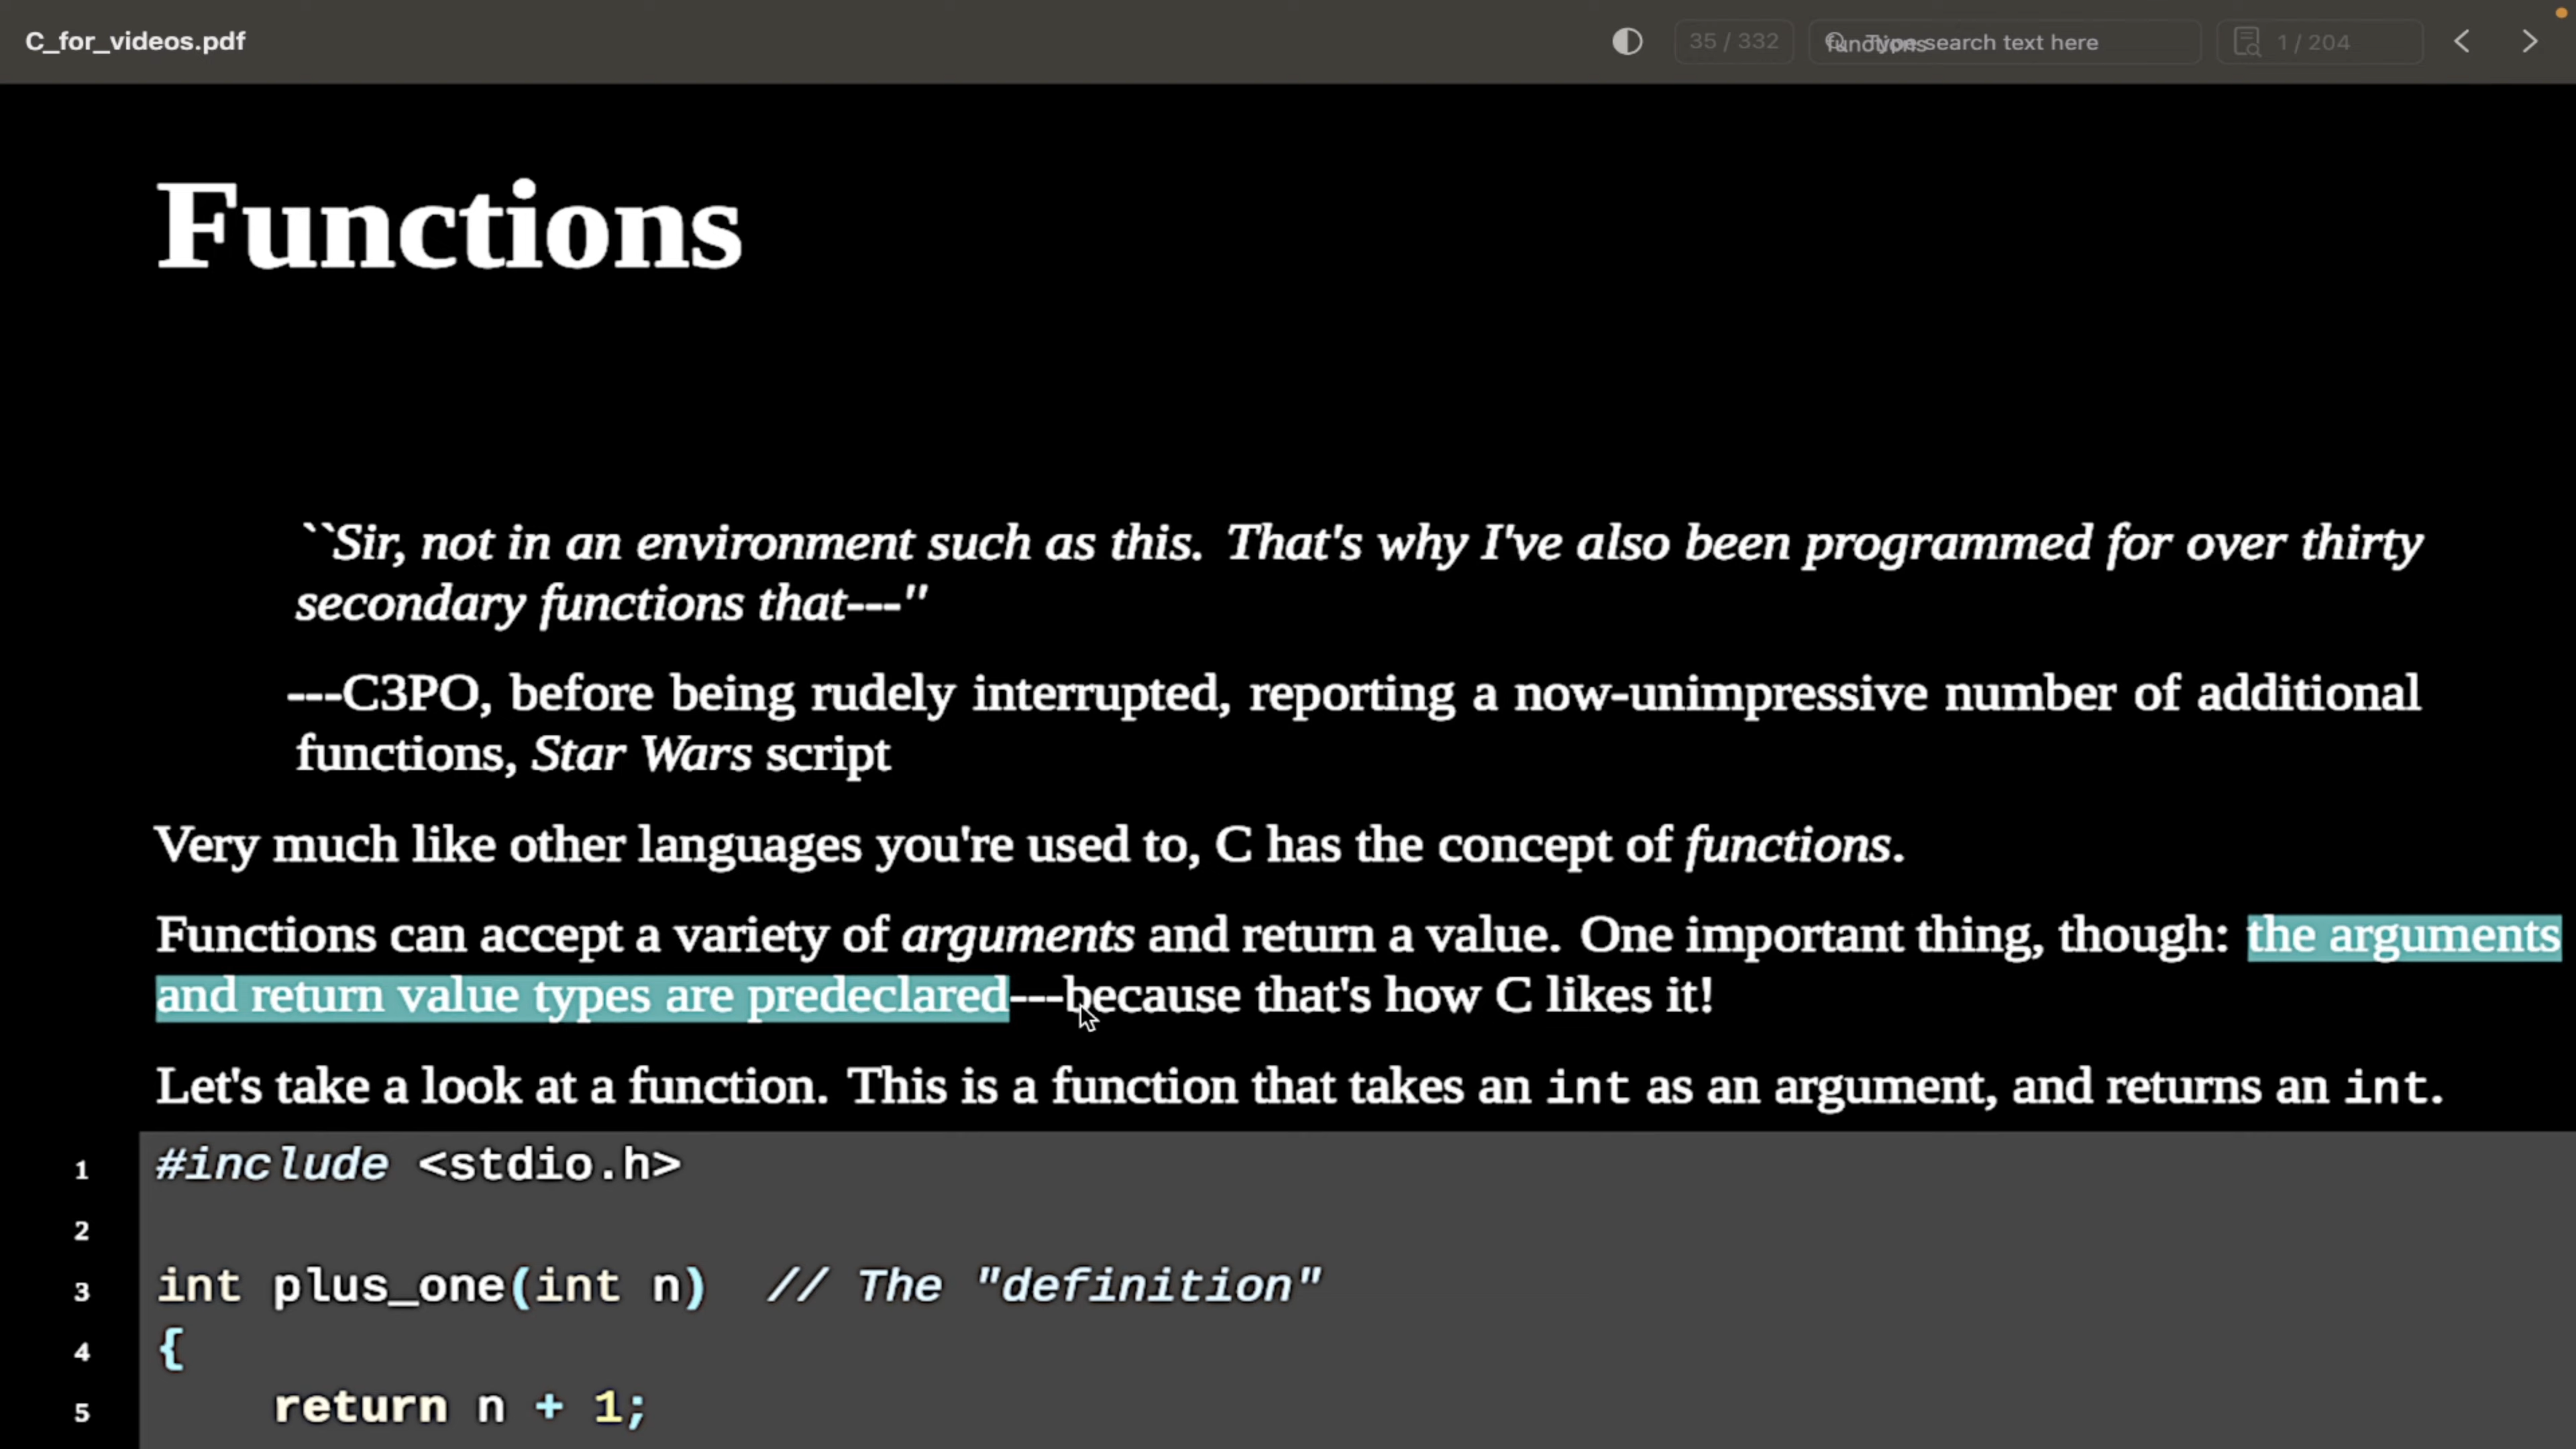 C_for_videos.pdf
35 / 332
functions
Type search text here
1 / 204
Functions
``Sir, not in an environment such as this. That's why I've also been programmed for over thirty
secondary functions that---''
---C3PO, before being rudely interrupted, reporting a now-unimpressive number of additional
functions, Star Wars script
Very much like other languages you're used to, C has the concept of functions.
Functions can accept a variety of arguments and return a value. One important thing, though: the arguments
and return value types are predeclared---because that's how C likes it!
Let's take a look at a function. This is a function that takes an int as an argument, and returns an int.
1 #include <stdio.h>
2
3 int plus_one(int n)  // The "definition"
4 {
5     return n + 1;